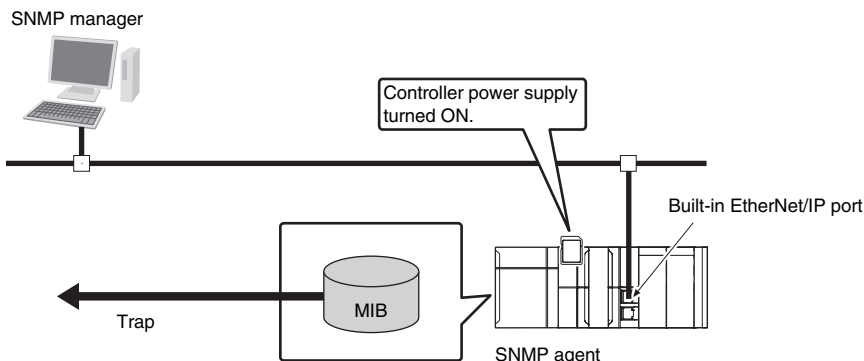 SNMP manager
Controller power supply
turned ON.
Built-in EtherNet/IP port
MIB
Trap
SNMP agent